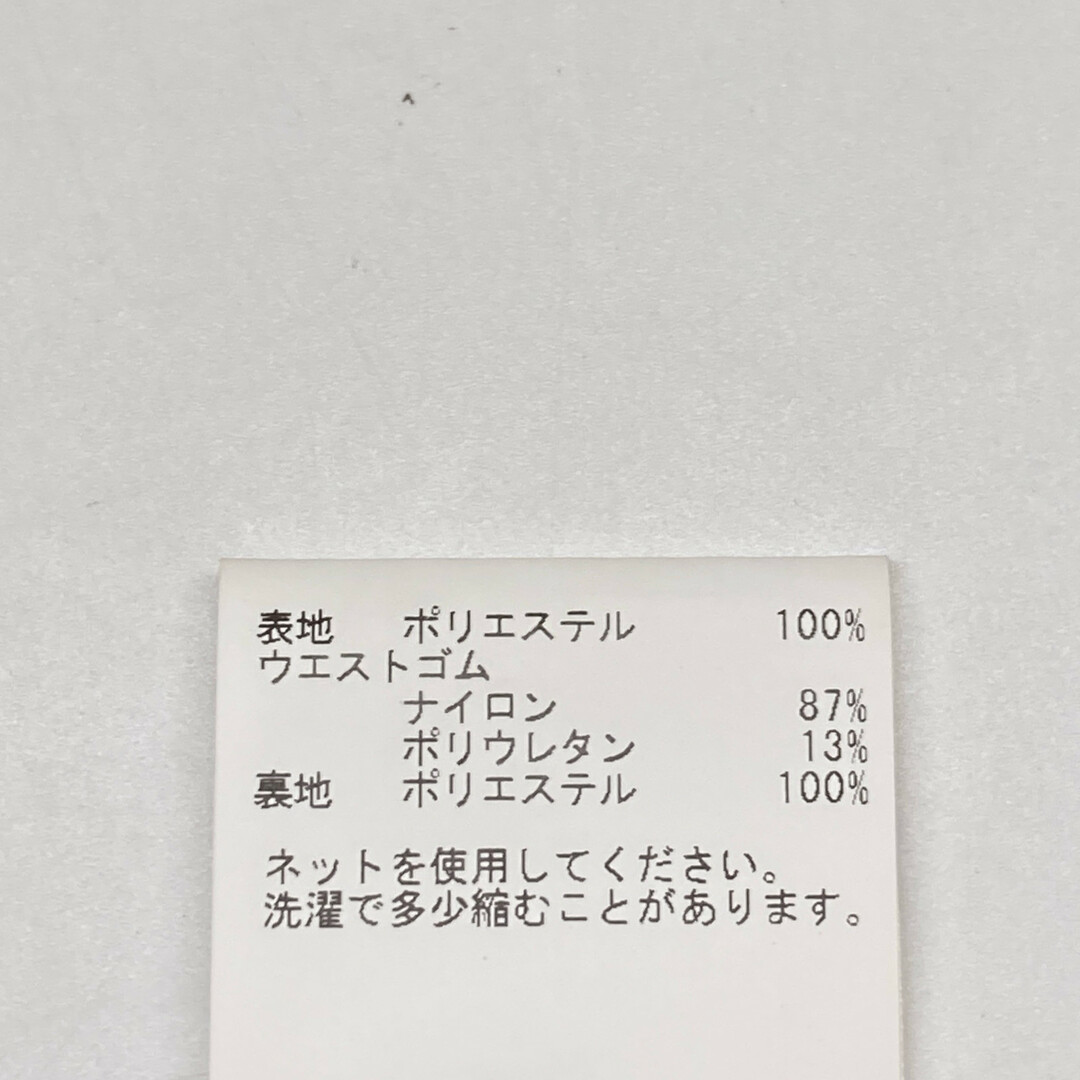 表地 ポリエステル 100%
ウエストゴム
ナイロン 87%
ポリウレタン 13%
裏地 ポリエステル 100%
ネットを使用してください。
洗濯で多少縮むことがあります。